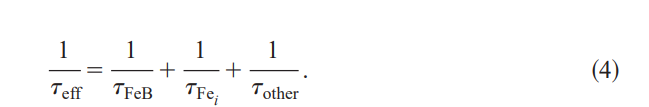 1/τ_eff = 1/τ_FeB + 1/τ_Fe_i + 1/τ_other. (4)